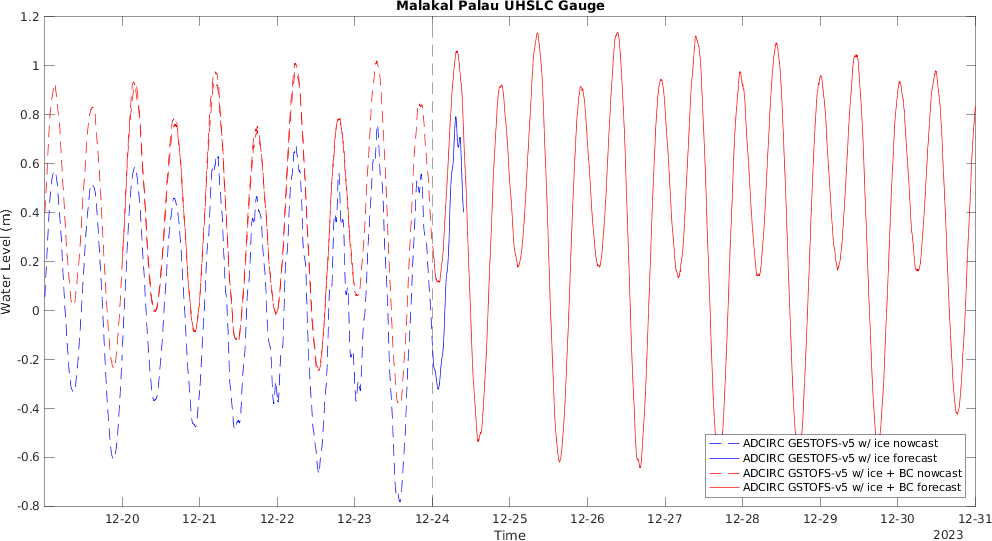 Malakal Palau UHSLC Gauge
1.2
1
0.8
0.6
0.4
0.2
0
-0.2
-0.4
-0.6
-0.8
Water Level (m)
ADCIRC GESTOFS-v5 w/ ice nowcast
ADCIRC GESTOFS-v5 w/ ice forecast
ADCIRC GSTOFS-v5 w/ ice + BC nowcast
ADCIRC GSTOFS-v5 w/ ice + BC forecast
12-20 12-21 12-22 12-23 12-24 12-25 12-26 12-27 12-28 12-29 12-30 12-31
Time
2023